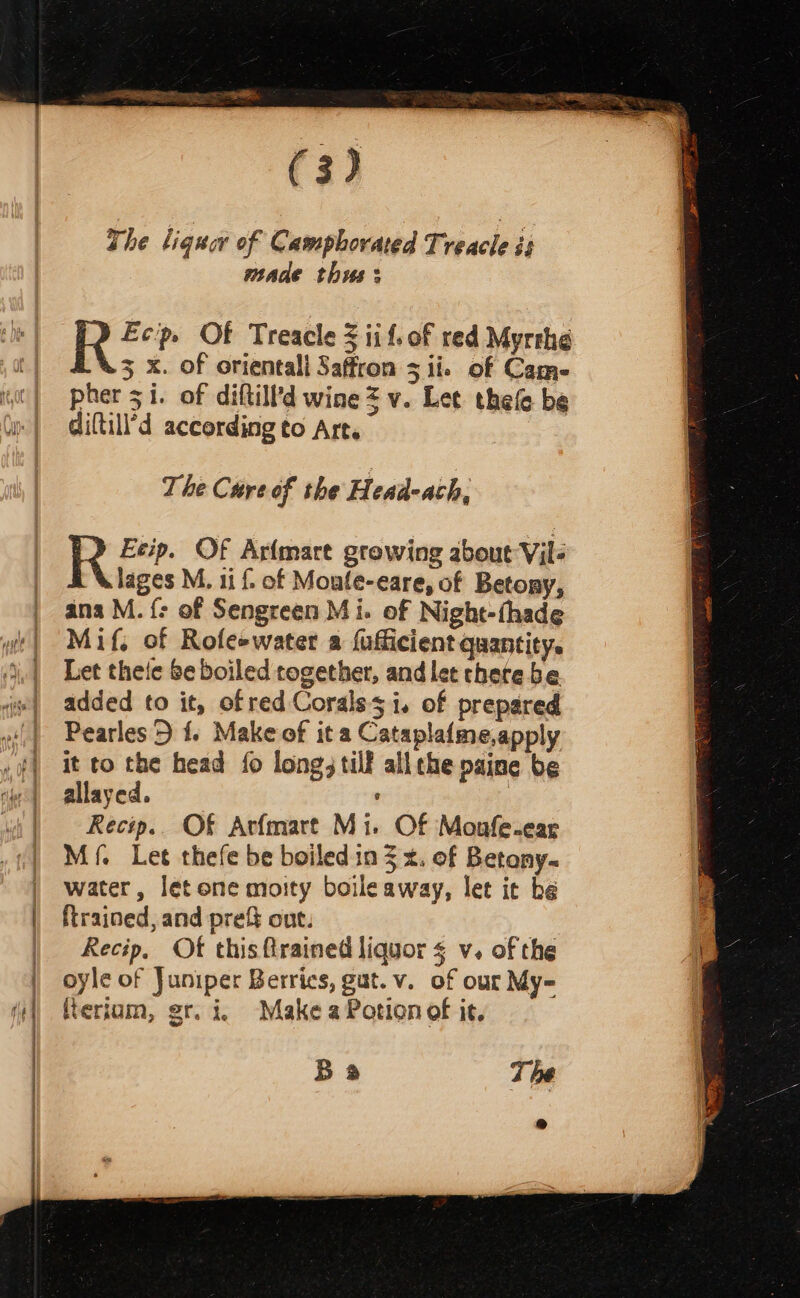 (3)
The liquor of Camphorated Treacle is
made thus:
REcip. Of Treacle ℥ ii ſ. of red Myrrhe
ʒ x. of orientall Saffron ʒ ii. of Cam-
pher ʒ i. of diſtill'd wine ℥ v. Let theſe be
diſtill'd according to Art.
The Cure of the Head-ach,
REcip. Of Arſmart growing about Vil-
lages M. ii ſ. of Mouſe-eare, of Betony,
ana M. ſ: of Sengreen M i. of Night-ſhade
M i ſ, of Roſe-water a ſufficient quantity.
Let theſe be boiled together, and let there be
added to it, of red Corals ʒ i. of prepared
Pearles ℈ ſ. Make of it a Cataplaſme, apply
it to the head ſo long, till all the paine be
allayed.
Recip. Of Arſmart M i. Of Mouſe-ear
M ſ. Let theſe be boiled in ℥ x. of Betony-
water, let one moity boile away, let it be
ſtrained, and preſt out.
Recip. Of this ſtrained liquor ʒ v. of the
oyle of Juniper Berries, gut. v. of our My-
ſterium, gr. i. Make a Potion of it.
B 2 The